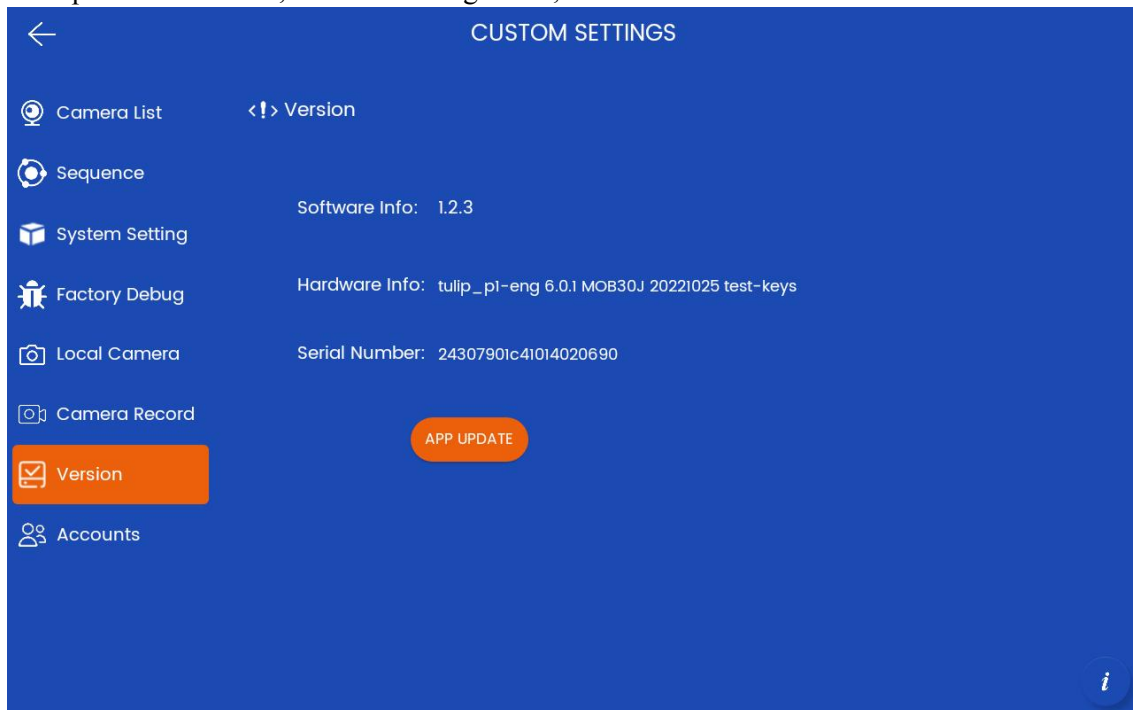 CUSTOM SETTINGS
Camera List
<!> Version
Sequence
Software Info: 1.2.3
System Setting
Hardware Info: tulip_p1-eng 6.0.1 MOB30J 20221025 test-keys
Factory Debug
Serial Number: 24307901c41014020690
Local Camera
Camera Record
APP UPDATE
Version
Accounts
i